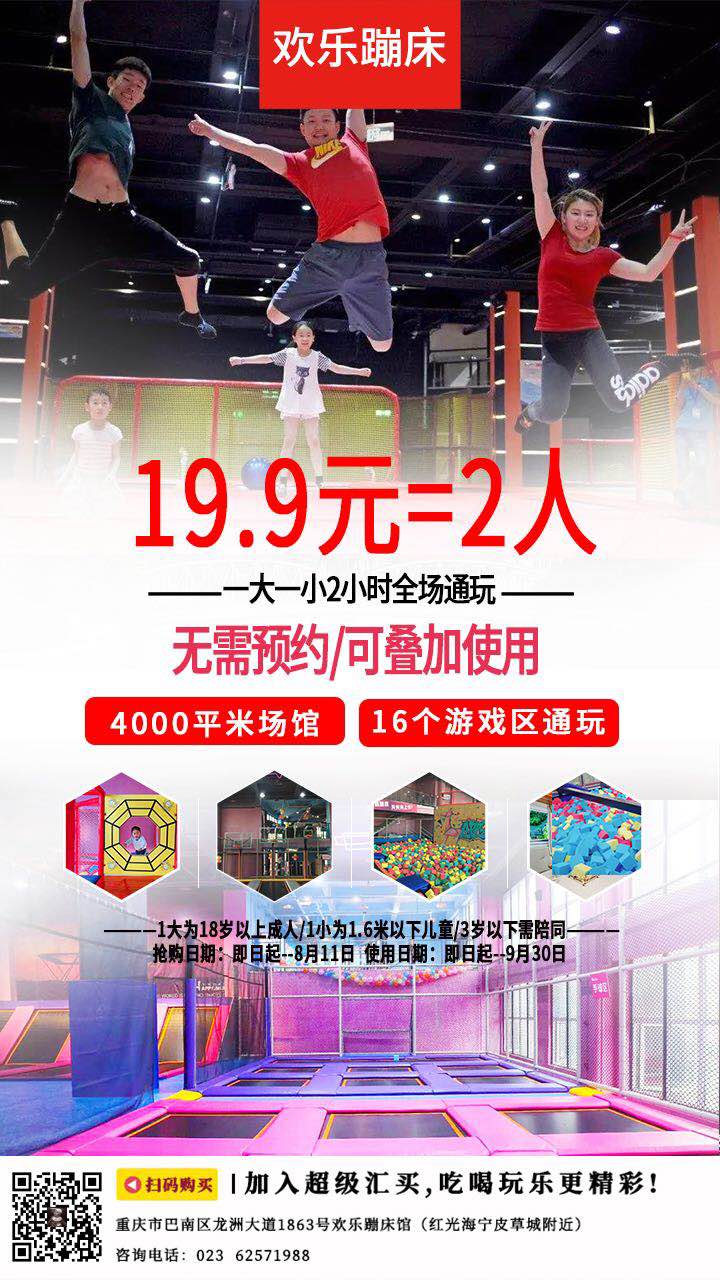 欢乐蹦床
NIKE
adidas
19.9元=2人
一大一小2小时全场通玩
无需预约/可叠加使用
4000平米场馆 16个游戏区通玩
1大为18岁以上成人/1小为1.6米以下儿童/3岁以下需陪同
抢购日期：即日起--8月11日 使用日期：即日起--9月30日
扫码购买 加入超级汇买,吃喝玩乐更精彩!
重庆市巴南区龙洲大道1863号欢乐蹦床馆（红光海宁皮草城附近）
咨询电话：023 62571988